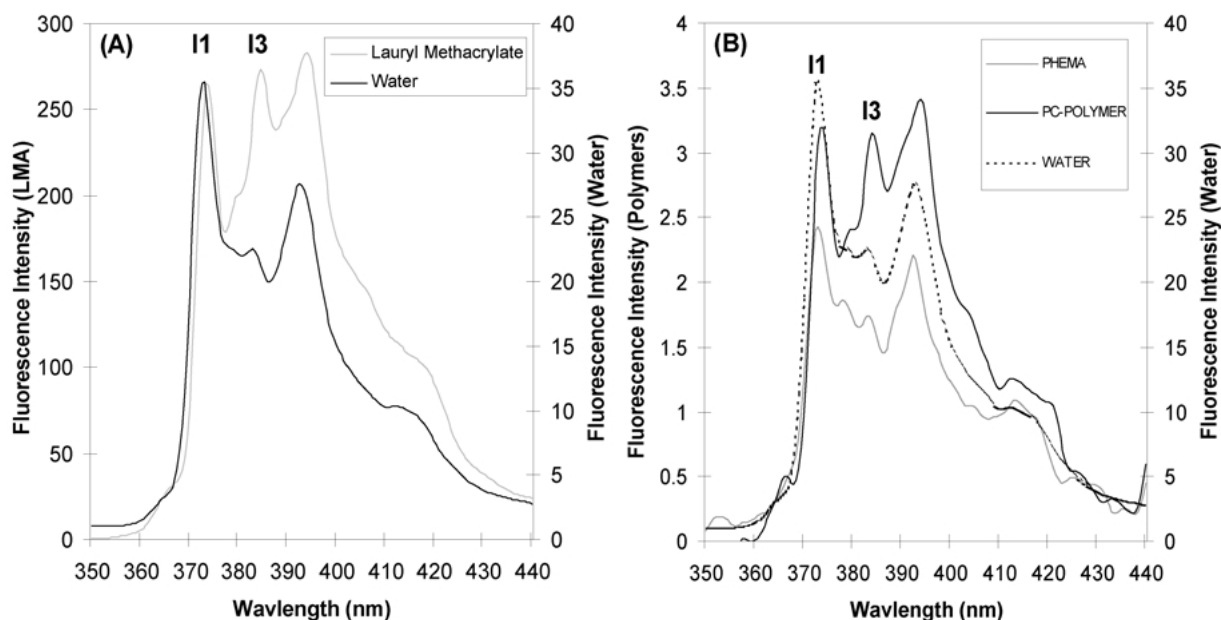 (A)
I1
I3
Lauryl Methacrylate
Water
Fluorescence Intensity (LMA)
300
250
200
150
100
50
0
Fluorescence Intensity (Water)
40
35
30
25
20
15
10
5
0
350 360 370 380 390 400 410 420 430 440
Wavlength (nm)
(B)
I1
I3
PHEMA
PC-POLYMER
WATER
Fluorescence Intensity (Polymers)
4
3.5
3
2.5
2
1.5
1
0.5
0
Fluorescence Intensity (Water)
40
35
30
25
20
15
10
5
0
350 360 370 380 390 400 410 420 430 440
Wavlength (nm)